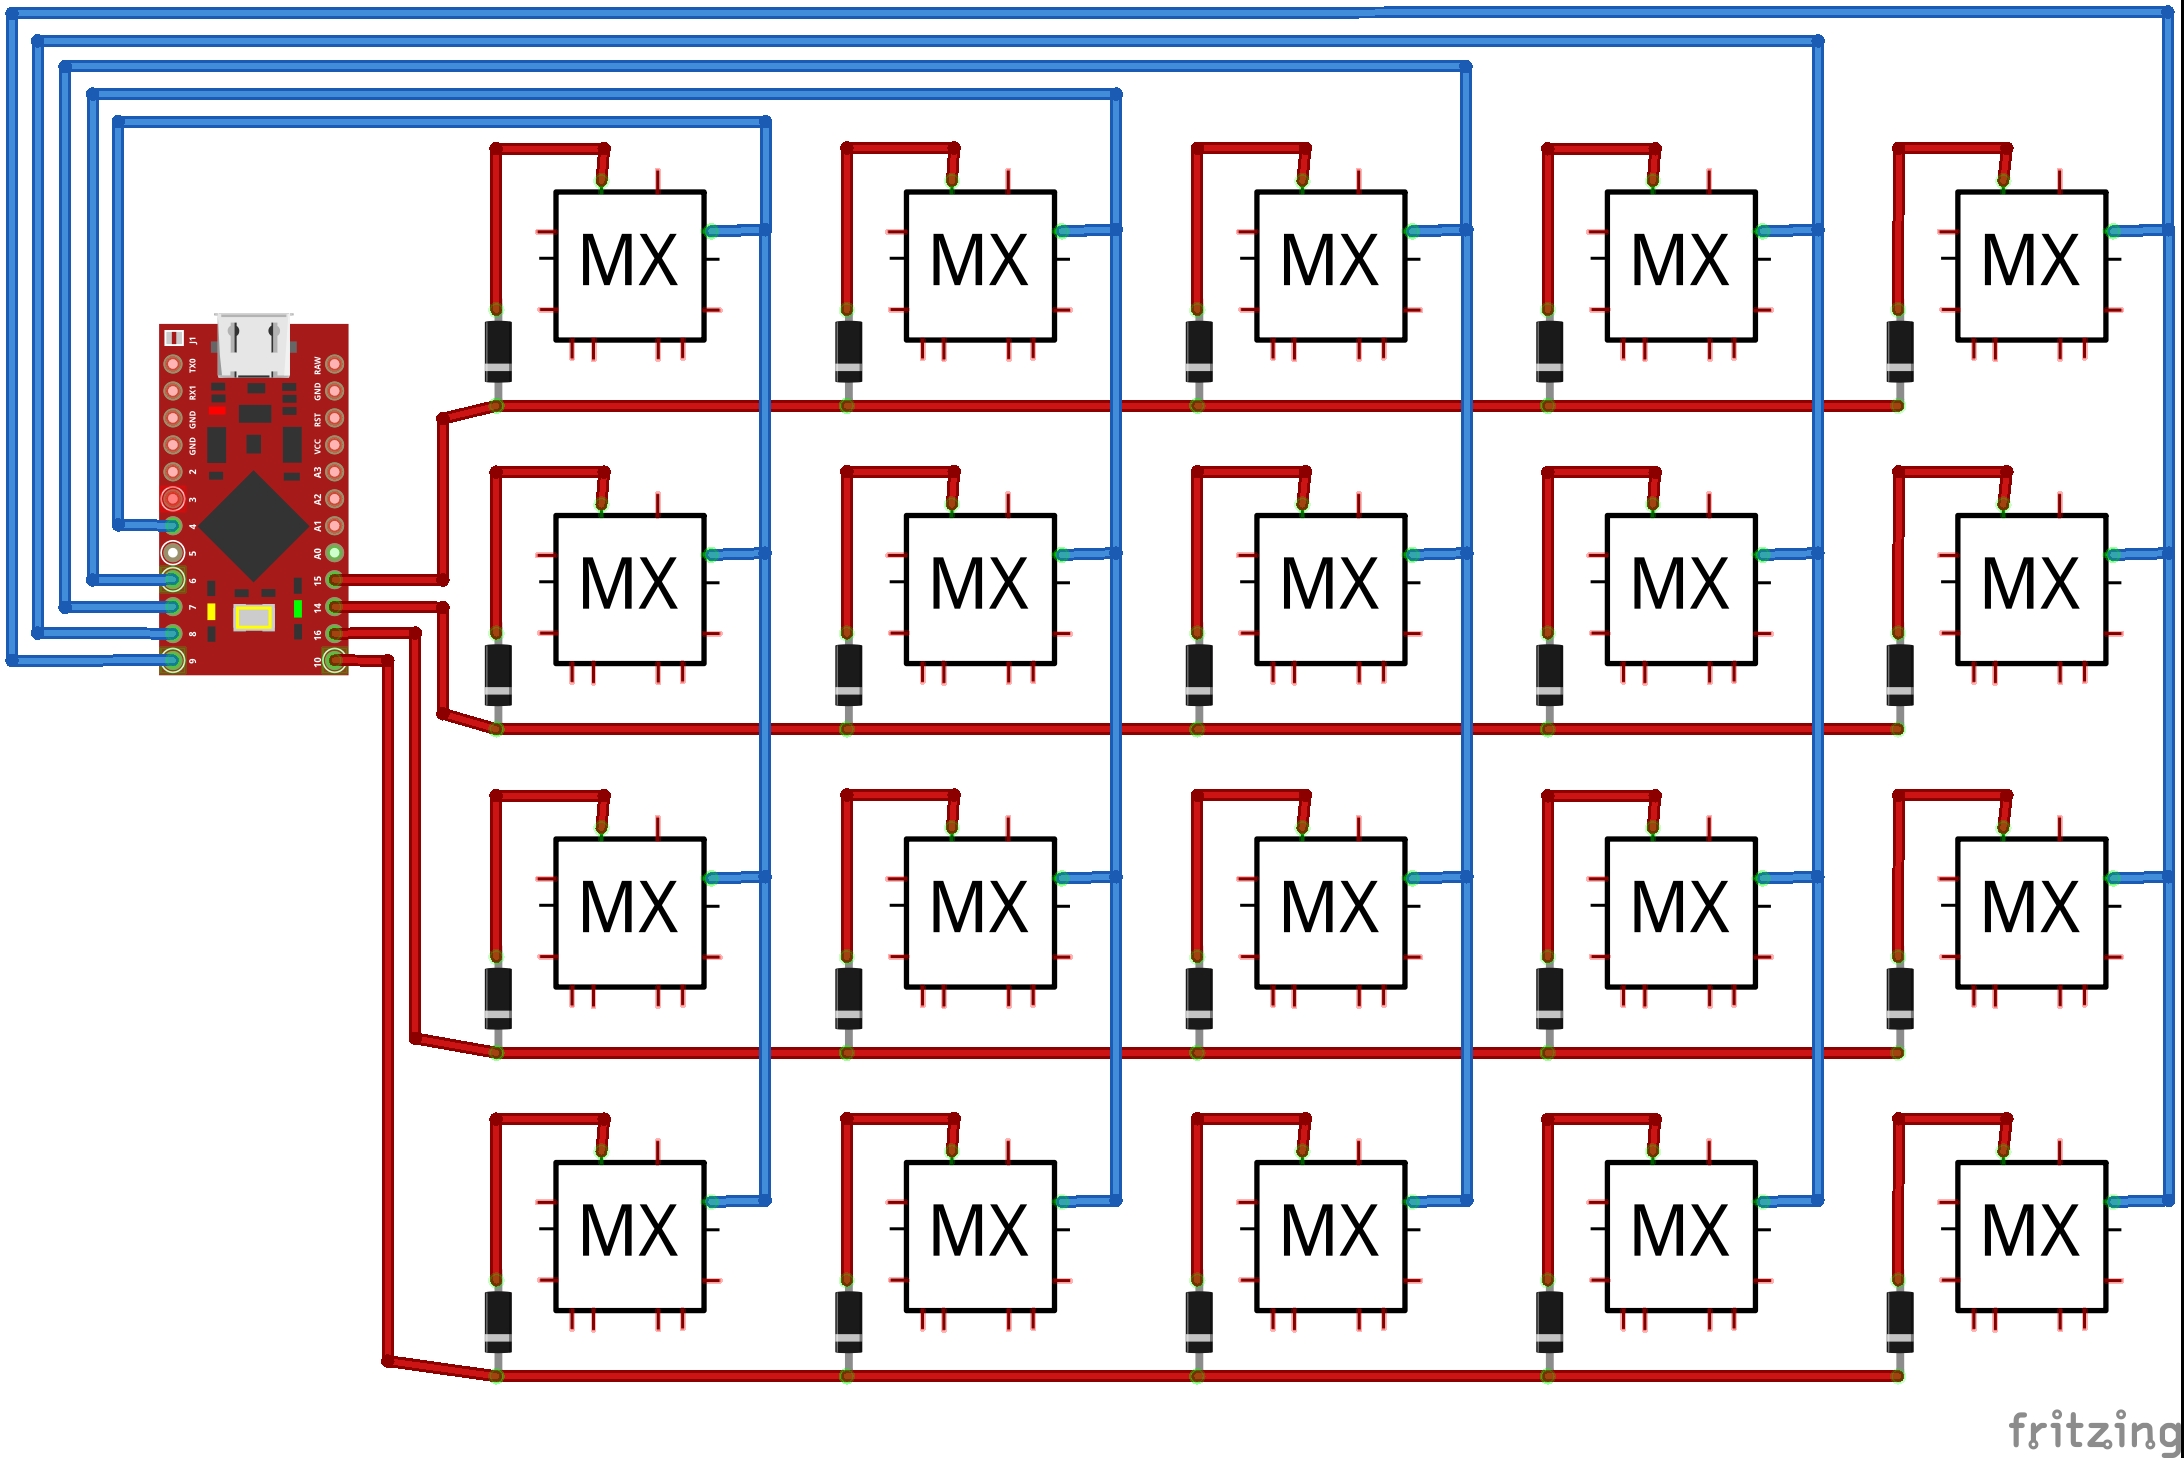 MX MX MX MX MX
J1
TX0 RAW
RX1 GND
GND RST
GND VCC
2 A3
3 A2
4 A1
5 A0
6 15
7 14
8 16
9 10
MX MX MX MX MX
MX MX MX MX MX
MX MX MX MX MX
fritzing